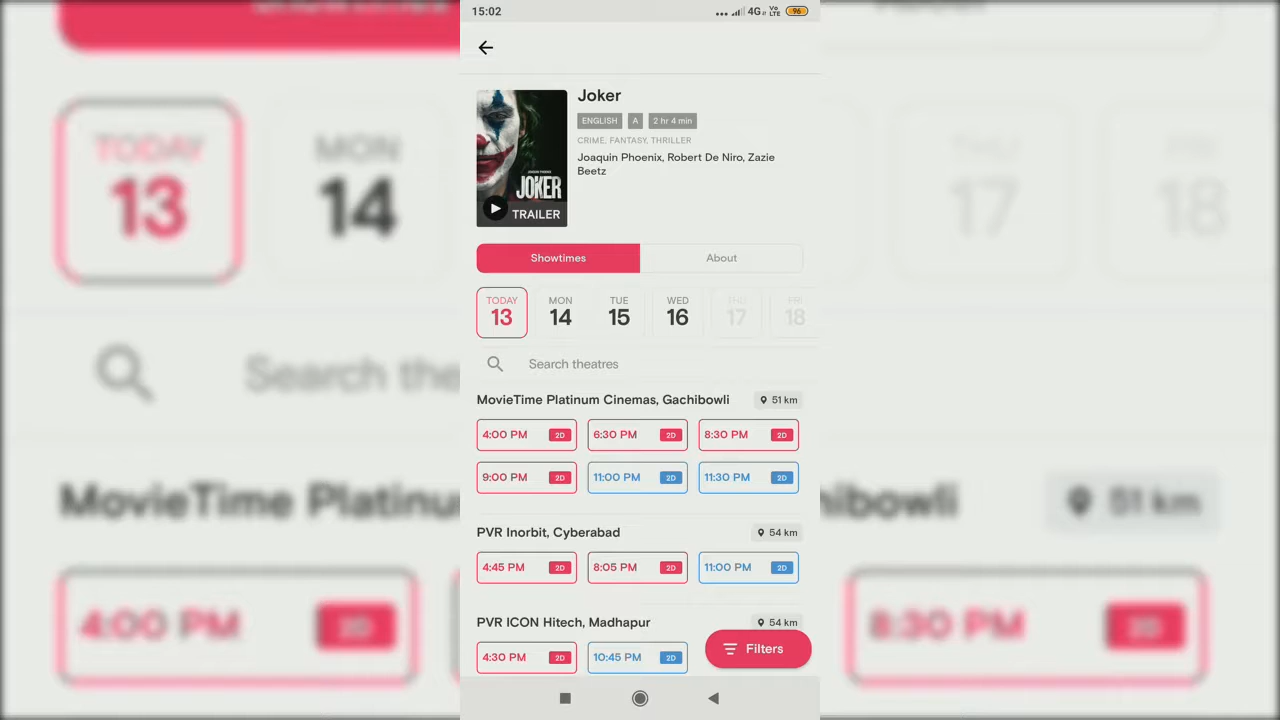 15:02
4G
Vo
LTE
96
Joker
ENGLISH A 2 hr 4 min
CRIME, FANTASY, THRILLER
Joaquin Phoenix, Robert De Niro, Zazie
Beetz
JOKER
TRAILER
Showtimes About
TODAY MON TUE WED THU FRI
13 14 15 16 17 18
Search theatres
MovieTime Platinum Cinemas, Gachibowli 51 km
4:00 PM 2D 6:30 PM 2D 8:30 PM 2D
9:00 PM 2D 11:00 PM 2D 11:30 PM 2D
PVR Inorbit, Cyberabad 54 km
4:45 PM 2D 8:05 PM 2D 11:00 PM 2D
PVR ICON Hitech, Madhapur 54 km
4:30 PM 2D 10:45 PM 2D
Filters